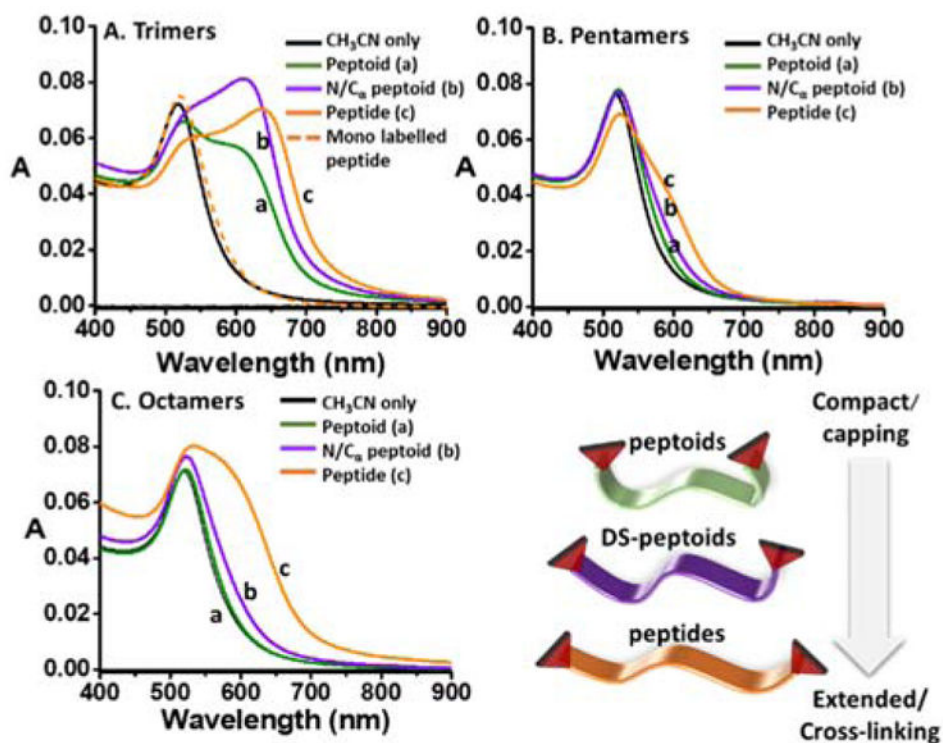 A. Trimers
CH₃CN only
Peptoid (a)
N/Cα peptoid (b)
Peptide (c)
Mono labelled
peptide
0.10
0.08
0.06
0.04
0.02
0.00
A
b
a
c
400 500 600 700 800 900
Wavelength (nm)
B. Pentamers
CH₃CN only
Peptoid (a)
N/Cα peptoid (b)
Peptide (c)
0.10
0.08
0.06
0.04
0.02
0.00
A
c
b
a
400 500 600 700 800 900
Wavelength (nm)
C. Octamers
CH₃CN only
Peptoid (a)
N/Cα peptoid (b)
Peptide (c)
0.10
0.08
0.06
0.04
0.02
0.00
A
a
b
c
400 500 600 700 800 900
Wavelength (nm)
Compact/
capping
peptoids
DS-peptoids
peptides
Extended/
Cross-linking